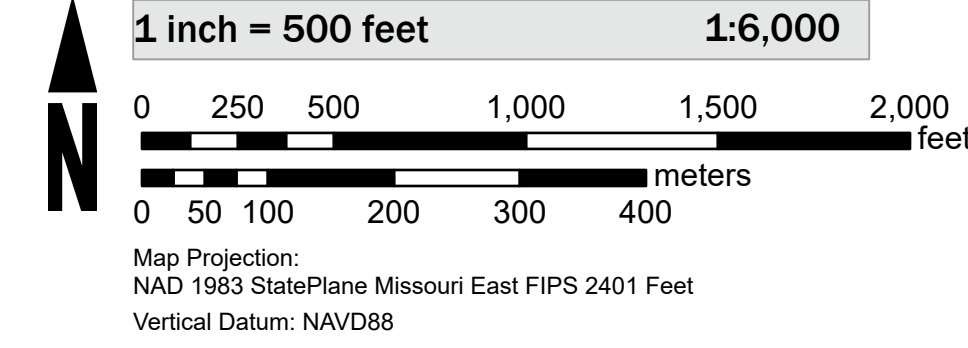 1 inch = 500 feet 1:6,000
N
0 250 500 1,000 1,500 2,000
feet
meters
0 50 100 200 300 400
Map Projection:
NAD 1983 StatePlane Missouri East FIPS 2401 Feet
Vertical Datum: NAVD88